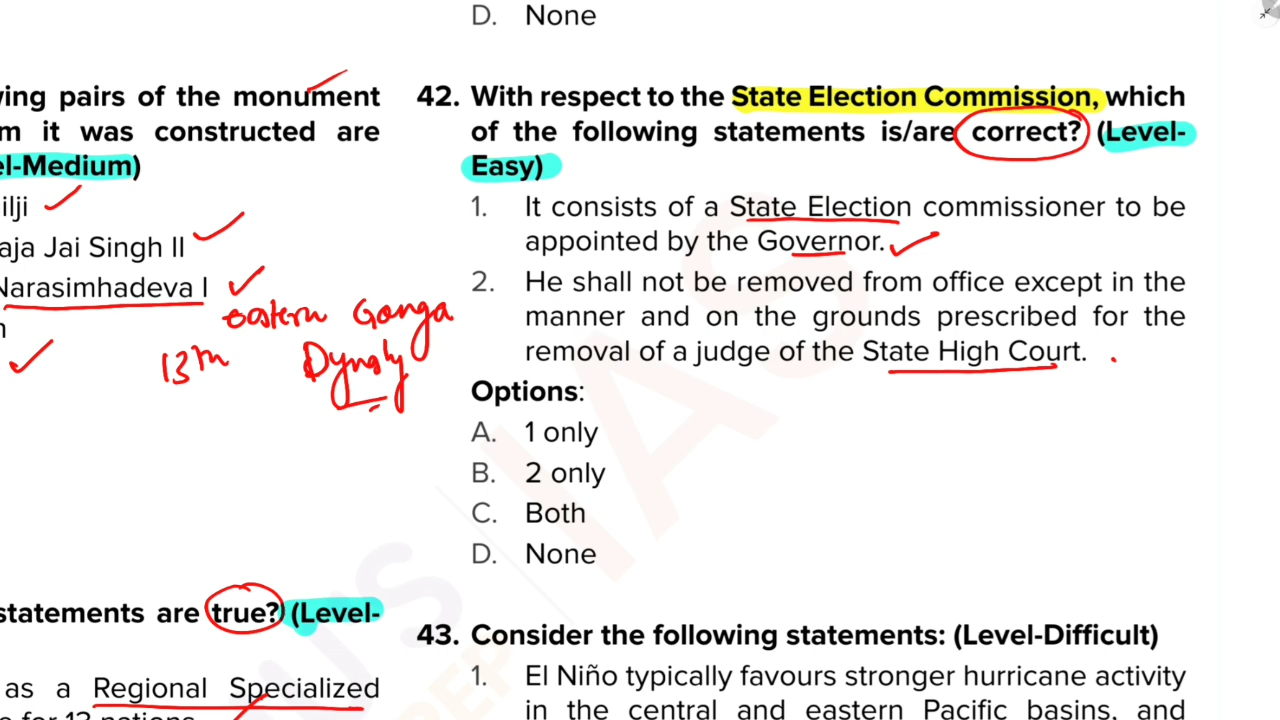 ving pairs of the monument
m it was constructed are
el-Medium)
ilji
aja Jai Singh II
Narasimhadeva I
eastern Ganga
13th Dynasty
statements are true? (Level-
as a Regional Specialized
D. None
42. With respect to the State Election Commission, which
of the following statements is/are correct? (Level-
Easy)
1. It consists of a State Election commissioner to be
appointed by the Governor.
2. He shall not be removed from office except in the
manner and on the grounds prescribed for the
removal of a judge of the State High Court.
Options:
A. 1 only
B. 2 only
C. Both
D. None
43. Consider the following statements: (Level-Difficult)
1. El Niño typically favours stronger hurricane activity
in the central and eastern Pacific basins, and
IAS